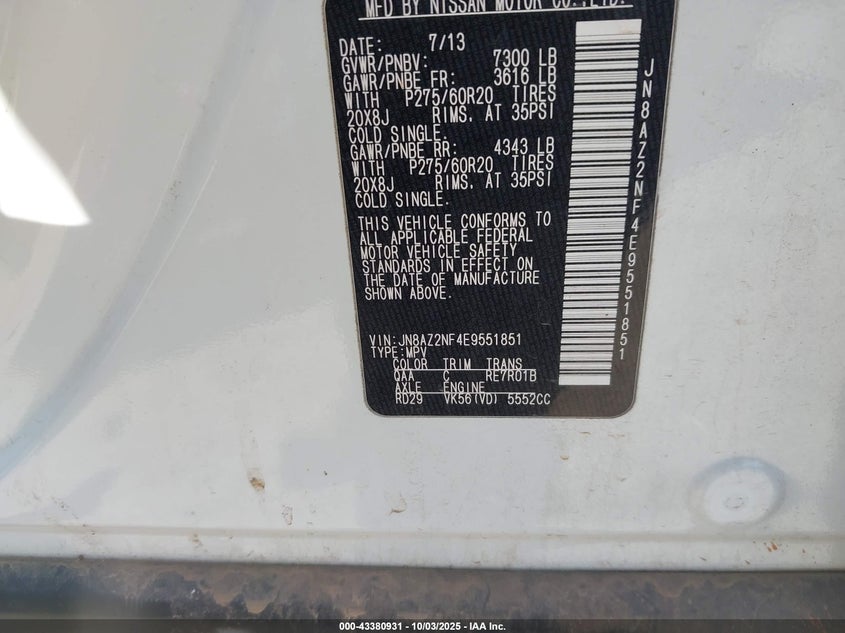 MFD BY NISSAN MOTOR CO.,LTD.
DATE: 7/13
GVWR/PNBV: 7300 LB
GAWR/PNBE FR: 3616 LB
WITH P275/60R20 TIRES
20X8J RIMS. AT 35PSI
COLD SINGLE.
GAWR/PNBE RR: 4343 LB
WITH P275/60R20 TIRES
20X8J RIMS. AT 35PSI
COLD SINGLE.
THIS VEHICLE CONFORMS TO
ALL APPLICABLE FEDERAL
MOTOR VEHICLE SAFETY
STANDARDS IN EFFECT ON
THE DATE OF MANUFACTURE
SHOWN ABOVE.
VIN:JN8AZ2NF4E9551851
TYPE:MPV
COLOR TRIM TRANS
QAA C RE7R01B
AXLE ENGINE
RD29 VK56(VD) 5552CC
JN8AZ2NF4E9551851
000-43380931 - 10/03/2025 - IAA Inc.